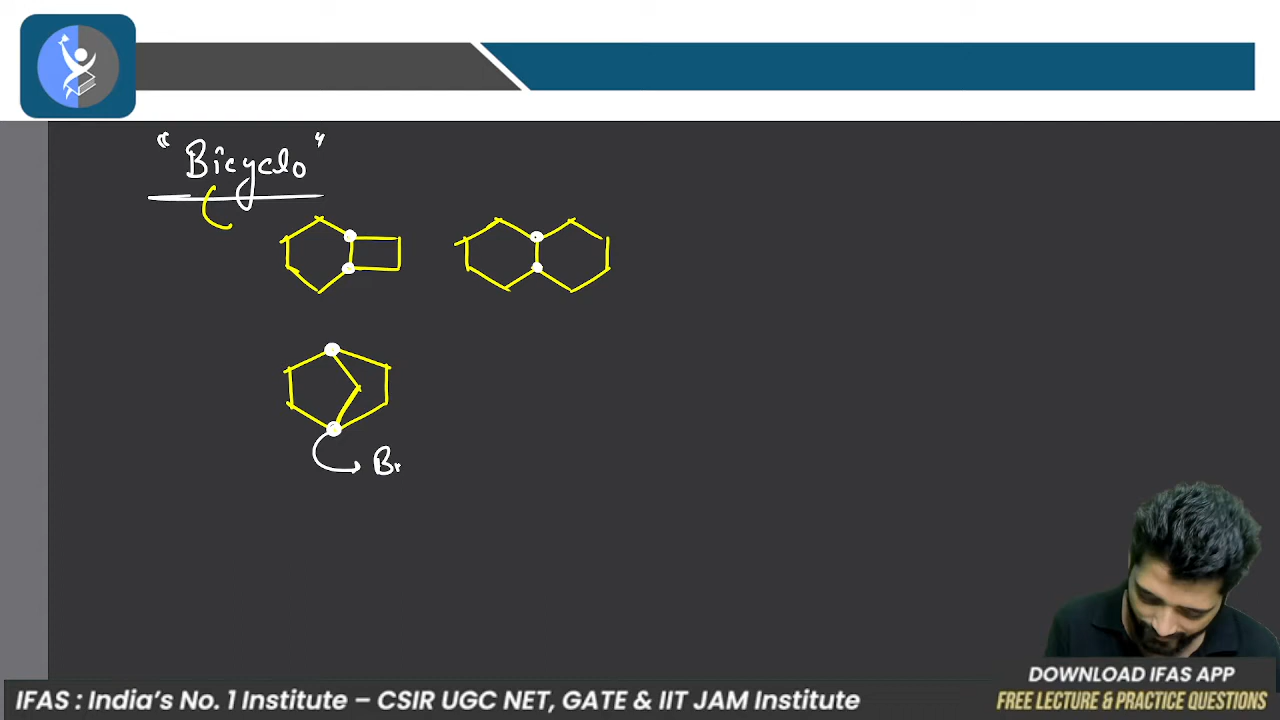 "Bicyclo"
Br
DOWNLOAD IFAS APP
IFAS : India's No. 1 Institute – CSIR UGC NET, GATE & IIT JAM Institute
FREE LECTURE & PRACTICE QUESTIONS